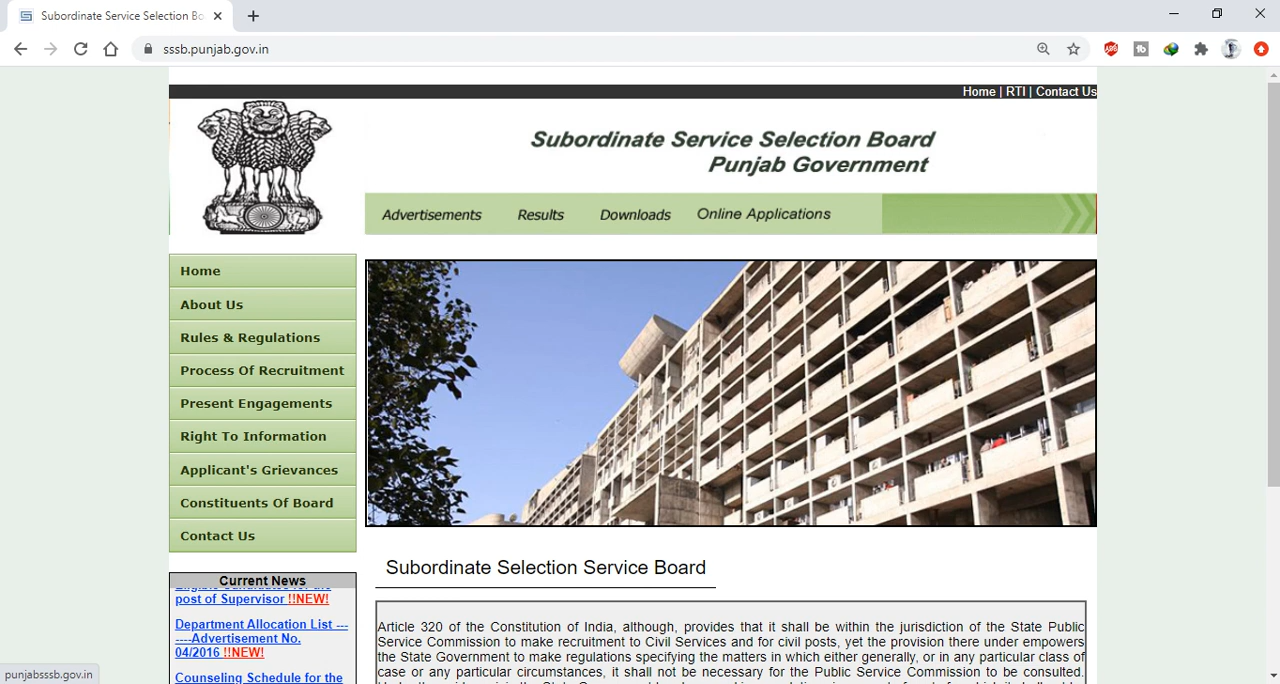 Subordinate Service Selection Bo
sssb.punjab.gov.in
Home | RTI | Contact Us
Subordinate Service Selection Board
Punjab Government
Advertisements Results Downloads Online Applications
Home
About Us
Rules & Regulations
Process Of Recruitment
Present Engagements
Right To Information
Applicant's Grievances
Constituents Of Board
Contact Us
Current News
Eligible Candidates for the
post of Supervisor !!NEW!
Department Allocation List ---
----Advertisement No.
04/2016 !!NEW!
Counseling Schedule for the
Subordinate Selection Service Board
Article 320 of the Constitution of India, although, provides that it shall be within the jurisdiction of the State Public
Service Commission to make recruitment to Civil Services and for civil posts, yet the provision there under empowers
the State Government to make regulations specifying the matters in which either generally, or in any particular class of
case or any particular circumstances, it shall not be necessary for the Public Service Commission to be consulted.
punjabsssb.gov.in